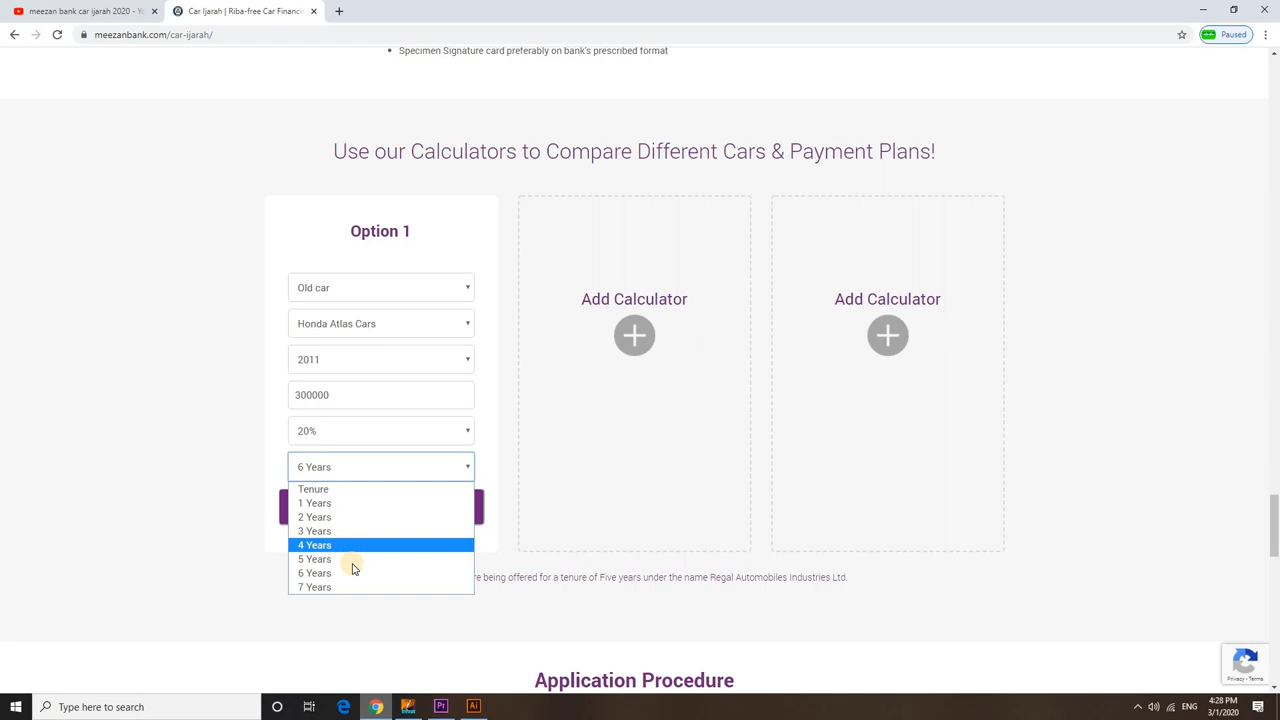 meezan bank car ijarah 2020 - Yo
Car Ijarah | Riba-free Car Financi
meezanbank.com/car-ijarah/
Paused
Specimen Signature card preferably on bank's prescribed format
Use our Calculators to Compare Different Cars & Payment Plans!
Option 1
Old car
Honda Atlas Cars
2011
300000
20%
6 Years
Tenure
1 Years
2 Years
3 Years
4 Years
5 Years
6 Years
7 Years
Add Calculator
Add Calculator
being offered for a tenure of Five years under the name Regal Automobiles Industries Ltd.
Application Procedure
Privacy - Terms
Type here to search
Pr
Ai
ENG
4:28 PM
3/1/2020